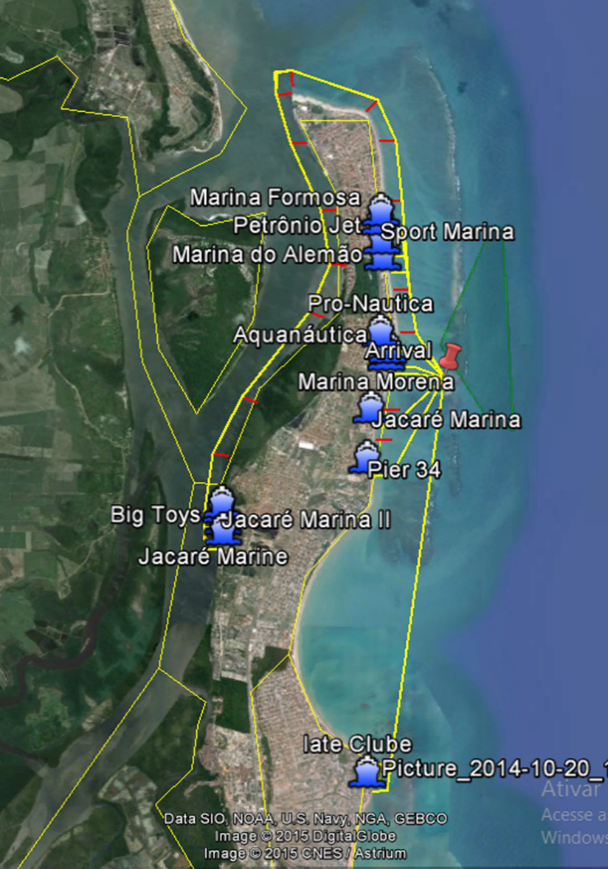 Marina Formosa
Petrônio Jet
Sport Marina
Marina do Alemão
Pro-Nautica
Aquanáutica
Arrival
Marina Morena
Jacaré Marina
Pier 34
Big Toys
Jacaré Marina II
Jacaré Marine
Iate Clube
Picture_2014-10-20_1
Ativar
Acesse a
Windows
Data SIO, NOAA, U.S. Navy, NGA, GEBCO
Image © 2015 DigitalGlobe
Image © 2015 CNES / Astrium